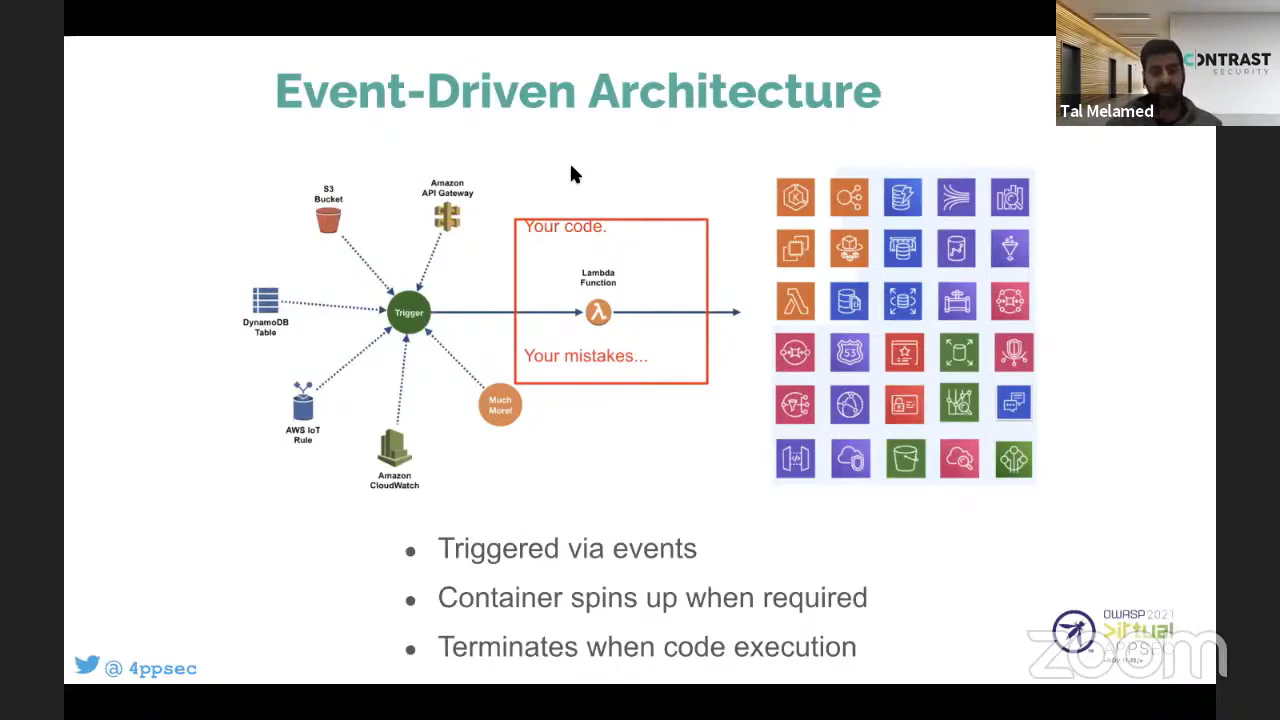 Event-Driven Architecture
CONTRAST
SECURITY
Tal Melamed
S3
Bucket
Amazon
API Gateway
Your code.
Lambda
Function
DynamoDB
Table
Trigger
λ
Your mistakes...
Much
More!
AWS IoT
Rule
Amazon
CloudWatch
K
53
• Triggered via events
• Container spins up when required
• Terminates when code execution
@ 4ppsec
OWASP 2021
Virtual
APPSEC
zoom